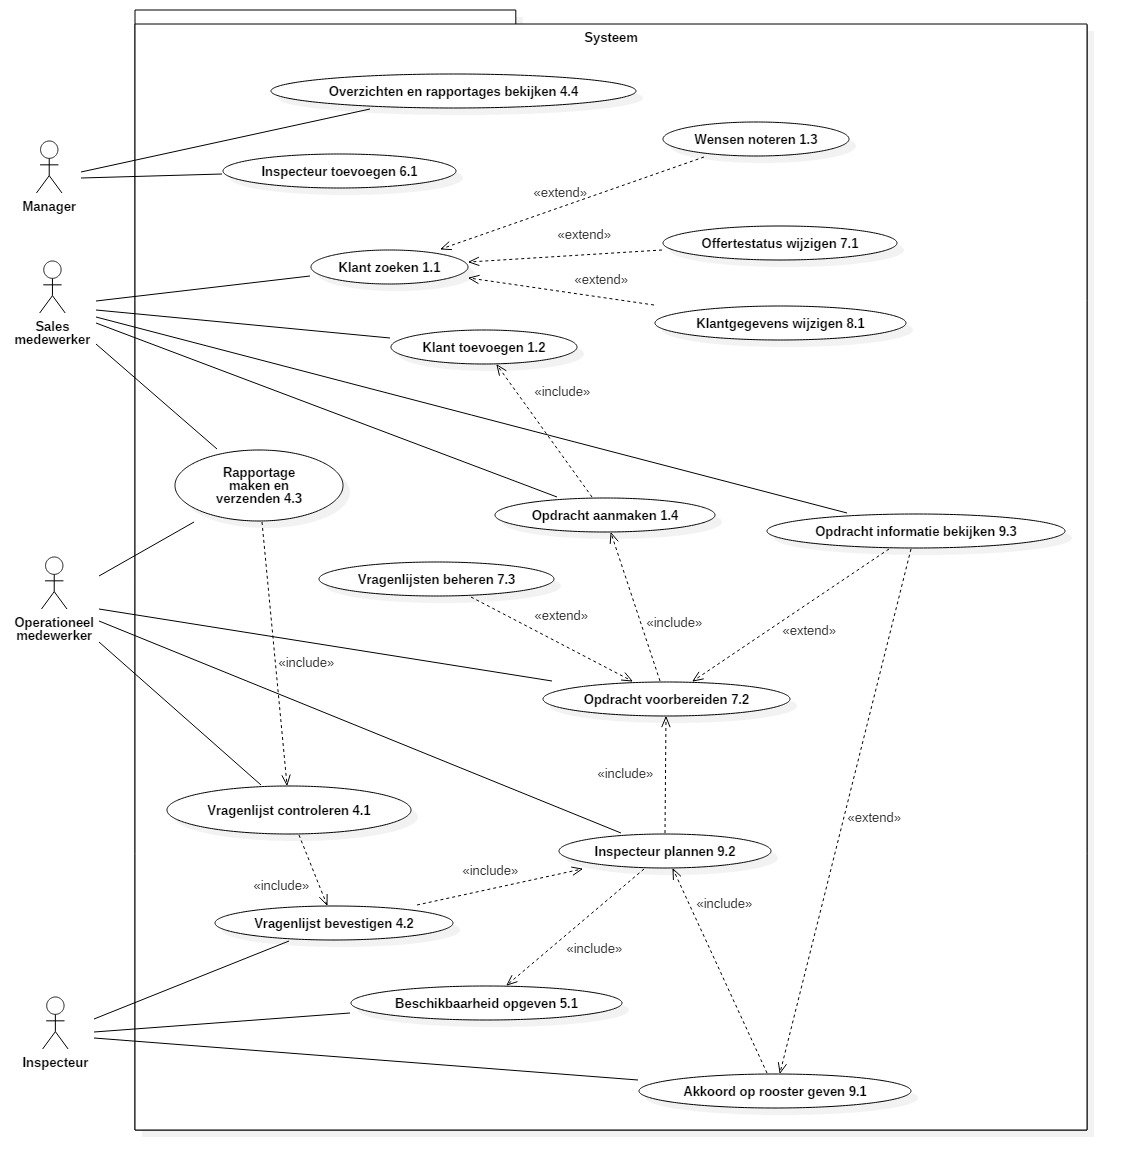 Systeem
Overzichten en rapportages bekijken 4.4
Wensen noteren 1.3
Inspecteur toevoegen 6.1
Manager
«extend»
«extend»
Offertestatus wijzigen 7.1
Klant zoeken 1.1
«extend»
Sales
medewerker
Klantgegevens wijzigen 8.1
Klant toevoegen 1.2
«include»
Rapportage
maken en
verzenden 4.3
Opdracht aanmaken 1.4
Opdracht informatie bekijken 9.3
Vragenlijsten beheren 7.3
Operationeel
medewerker
«extend»
«include»
«extend»
«include»
Opdracht voorbereiden 7.2
«include»
Vragenlijst controleren 4.1
«extend»
Inspecteur plannen 9.2
«include»
«include»
«include»
Vragenlijst bevestigen 4.2
«include»
Beschikbaarheid opgeven 5.1
Inspecteur
Akkoord op rooster geven 9.1